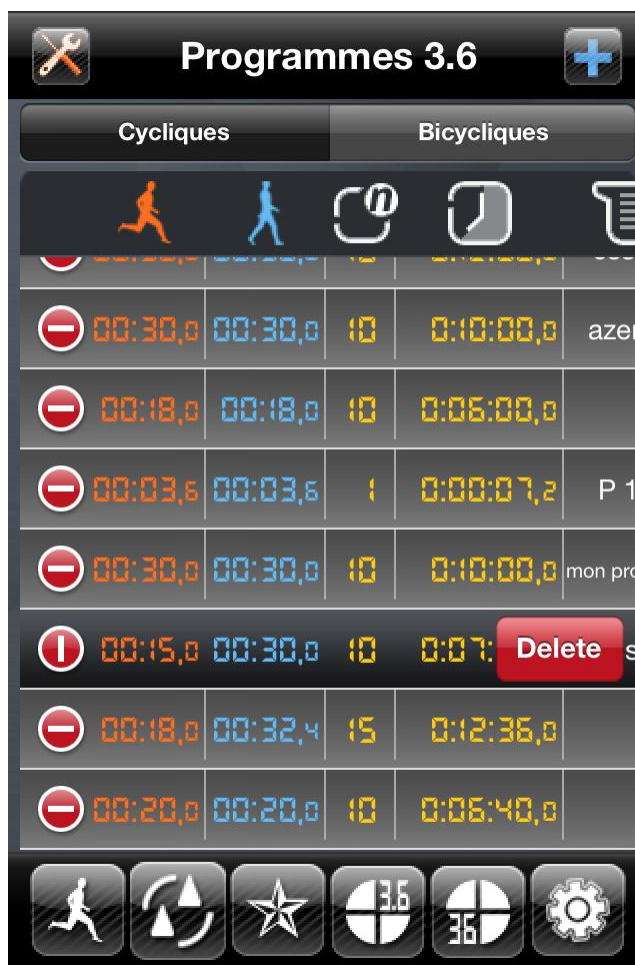 Programmes 3.6
Cycliques Bicycliques
n
00:30,0 00:30,0 10 0:10:00,0 azer
00:18,0 00:18,0 10 0:06:00,0
00:03,6 00:03,6 1 0:00:07,2 P 1
00:30,0 00:30,0 10 0:10:00,0 mon pro
00:15,0 00:30,0 10 0:07: Delete s
00:18,0 00:32,4 15 0:12:36,0
00:20,0 00:20,0 10 0:06:40,0
3.6 36